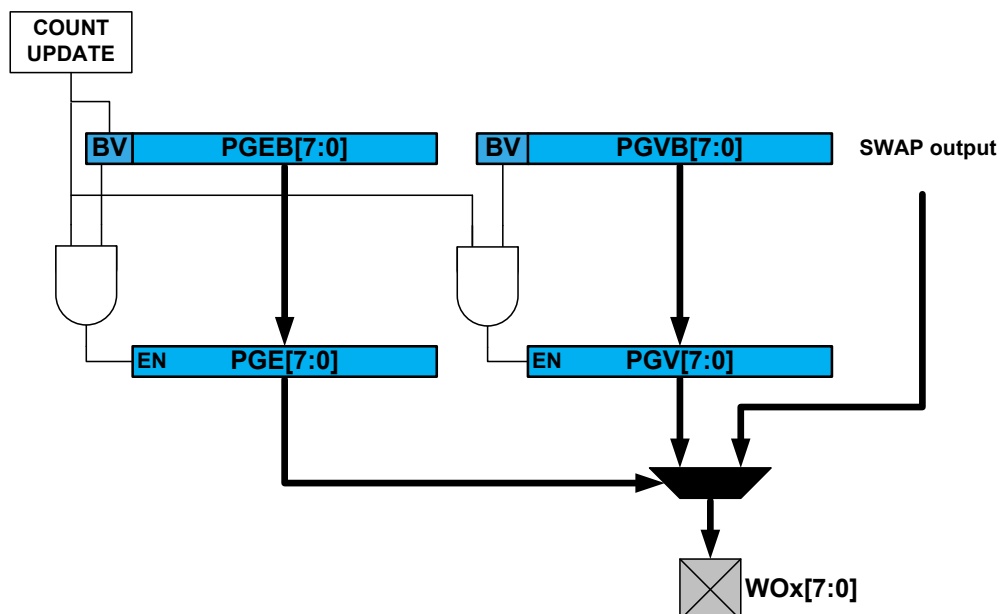 COUNT
UPDATE
BV PGEB[7:0] BV PGVB[7:0] SWAP output
EN PGE[7:0] EN PGV[7:0]
WOx[7:0]